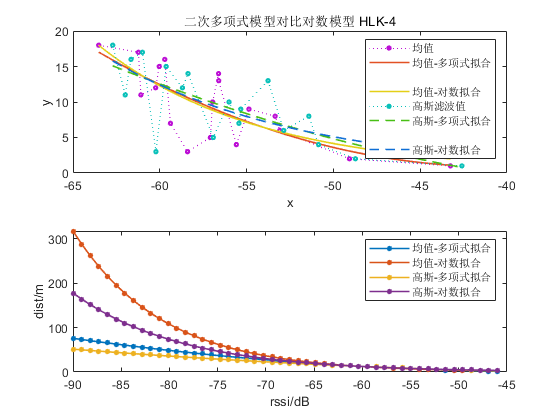 二次多项式模型对比对数模型 HLK-4
20
15
10
5
0
y
-65
-60
-55
-50
-45
-40
x
均值
均值-多项式拟合
均值-对数拟合
高斯滤波值
高斯-多项式拟合
高斯-对数拟合
300
200
100
0
dist/m
-90
-85
-80
-75
-70
-65
-60
-55
-50
-45
rssi/dB
均值-多项式拟合
均值-对数拟合
高斯-多项式拟合
高斯-对数拟合